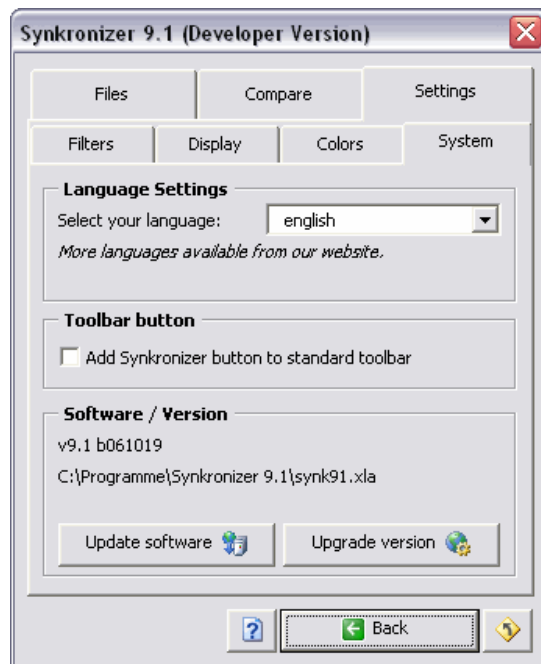 Synkronizer 9.1 (Developer Version)
Files Compare Settings
Filters Display Colors System
Language Settings
Select your language: english
More languages available from our website.
Toolbar button
Add Synkronizer button to standard toolbar
Software / Version
v9.1 b061019
C:\Programme\Synkronizer 9.1\synk91.xla
Update software Upgrade version
? Back